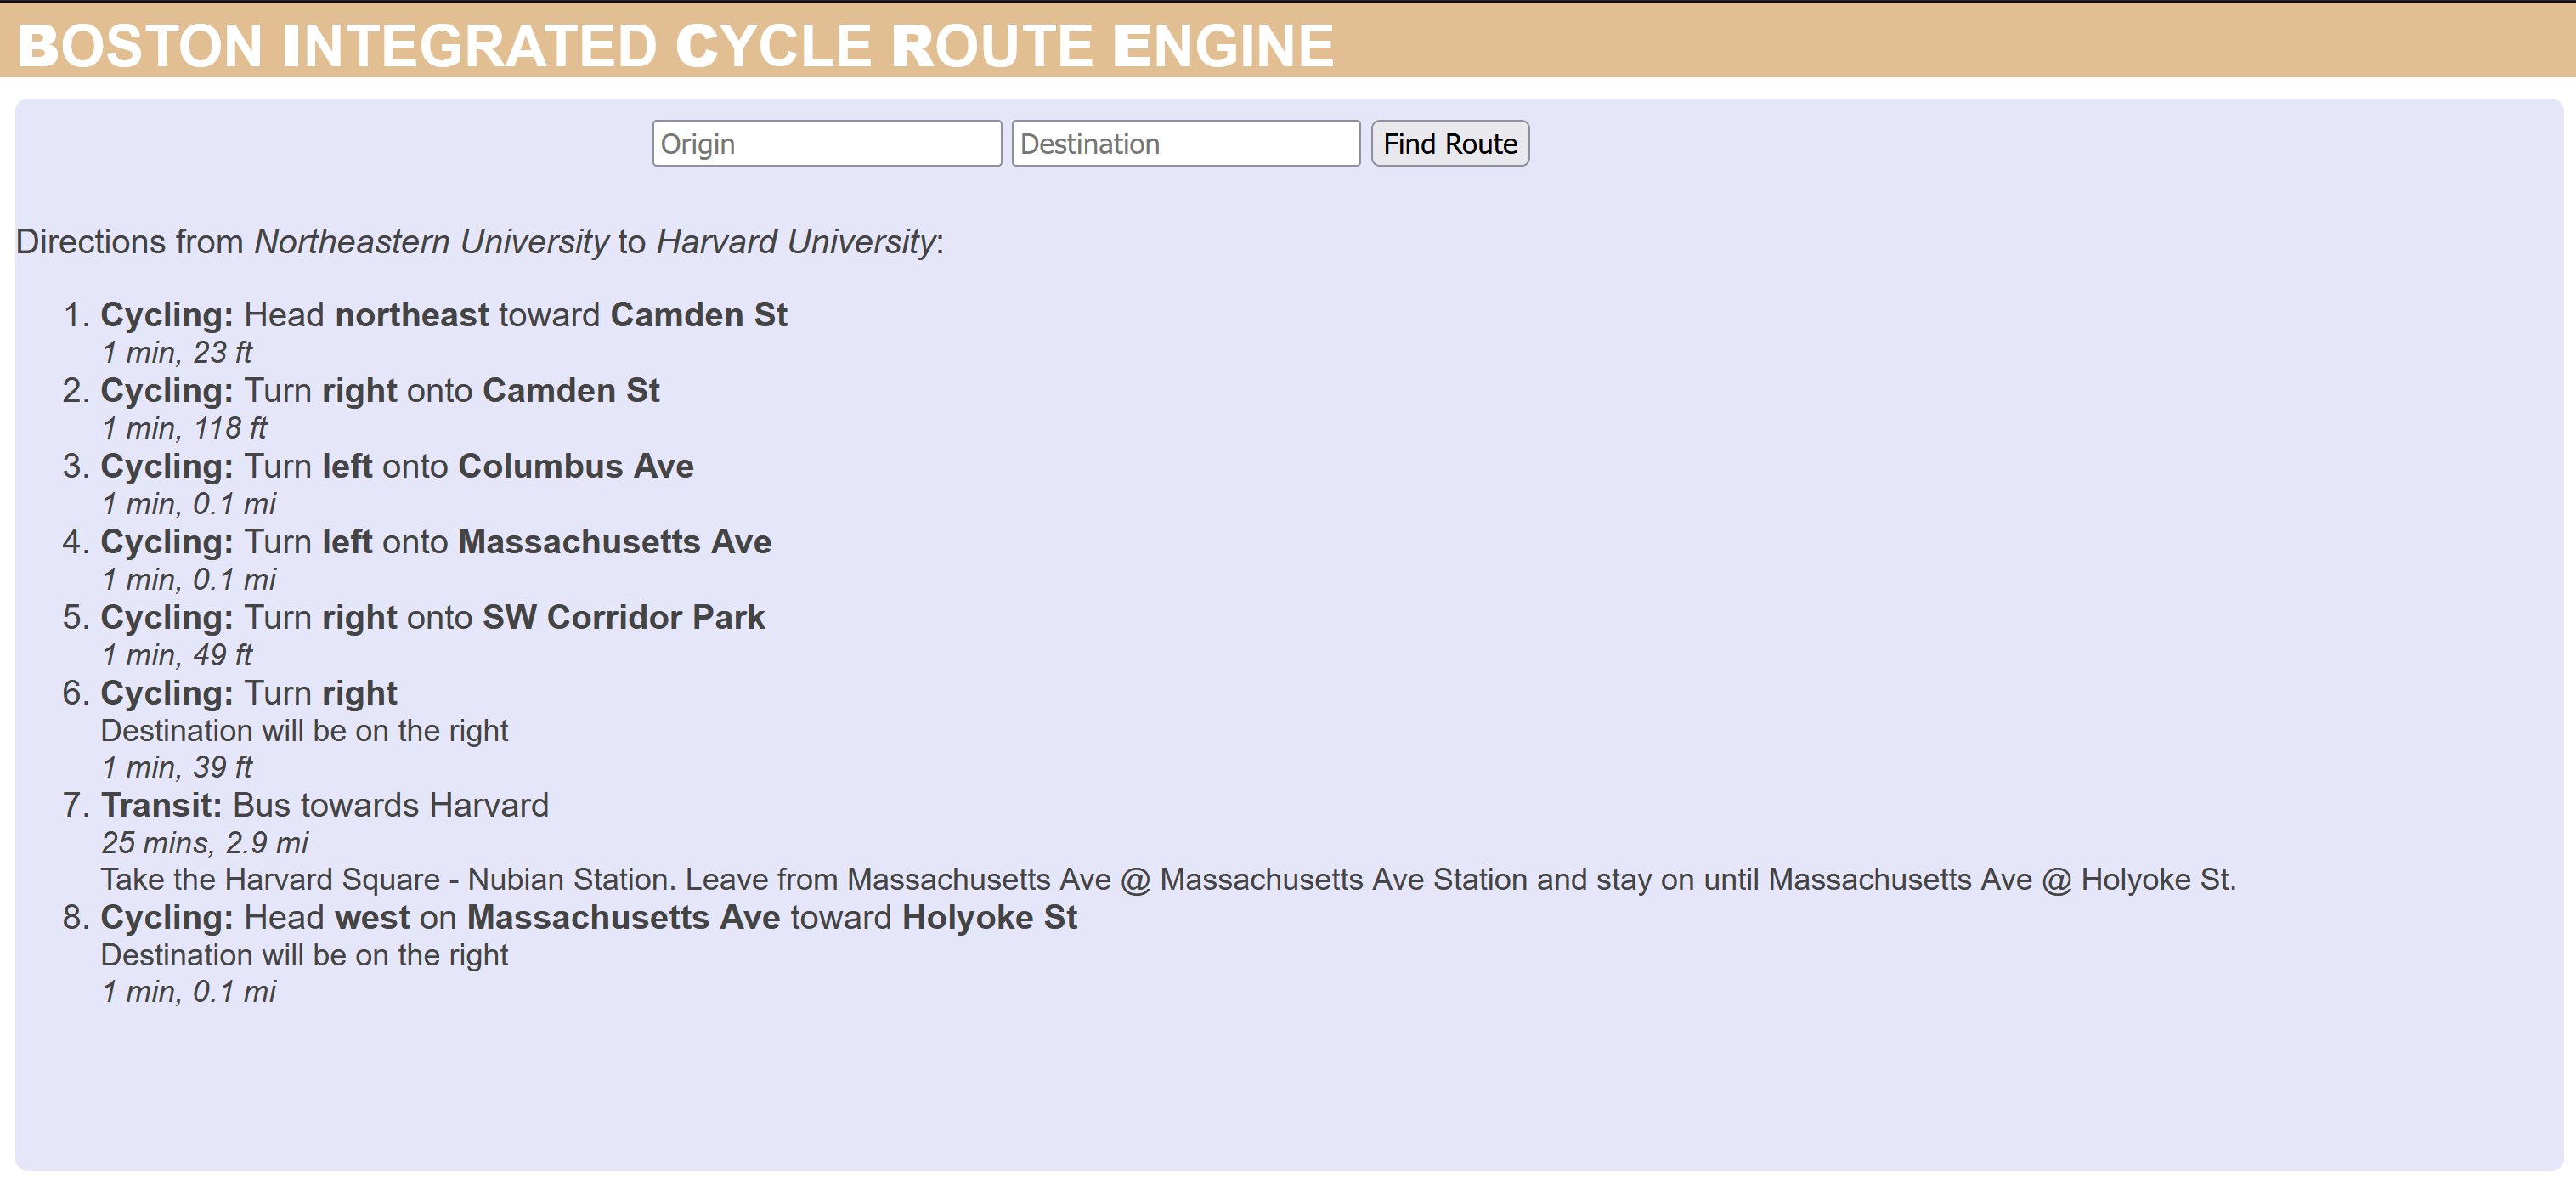 BOSTON INTEGRATED CYCLE ROUTE ENGINE
Origin Destination Find Route
Directions from Northeastern University to Harvard University:
1. Cycling: Head northeast toward Camden St
1 min, 23 ft
2. Cycling: Turn right onto Camden St
1 min, 118 ft
3. Cycling: Turn left onto Columbus Ave
1 min, 0.1 mi
4. Cycling: Turn left onto Massachusetts Ave
1 min, 0.1 mi
5. Cycling: Turn right onto SW Corridor Park
1 min, 49 ft
6. Cycling: Turn right
Destination will be on the right
1 min, 39 ft
7. Transit: Bus towards Harvard
25 mins, 2.9 mi
Take the Harvard Square - Nubian Station. Leave from Massachusetts Ave @ Massachusetts Ave Station and stay on until Massachusetts Ave @ Holyoke St.
8. Cycling: Head west on Massachusetts Ave toward Holyoke St
Destination will be on the right
1 min, 0.1 mi